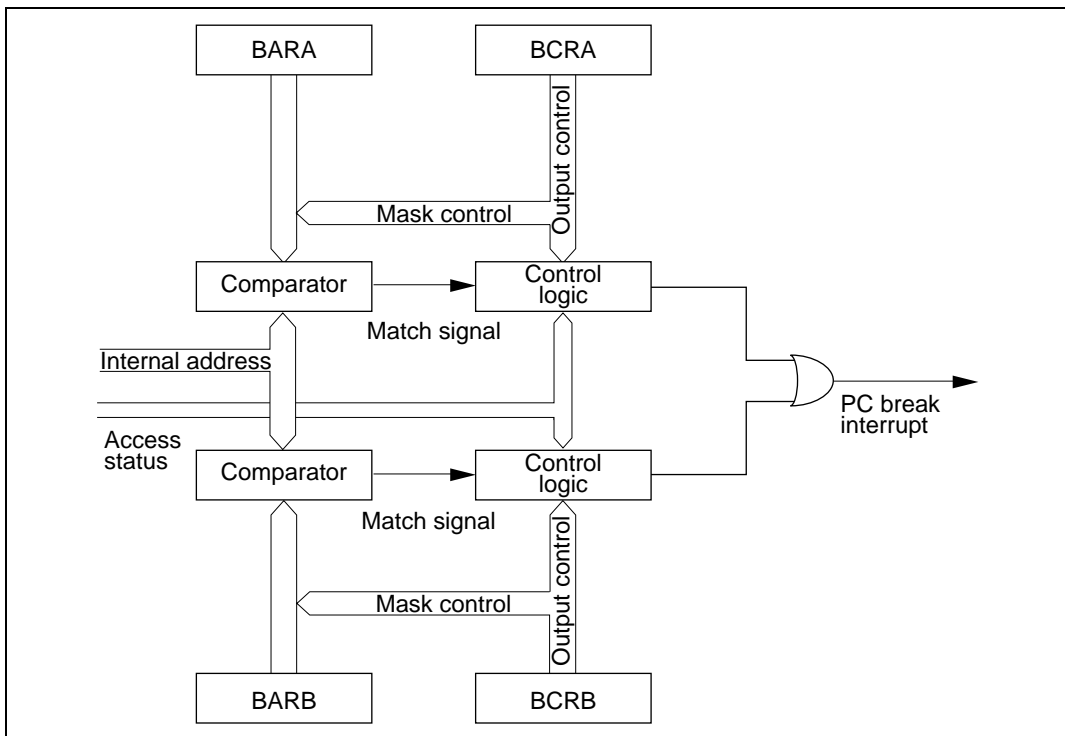 BARA
BCRA
Output control
Mask control
Comparator
Control
logic
Match signal
Internal address
Access
status
PC break
interrupt
Comparator
Control
logic
Match signal
Mask control
Output control
BARB
BCRB